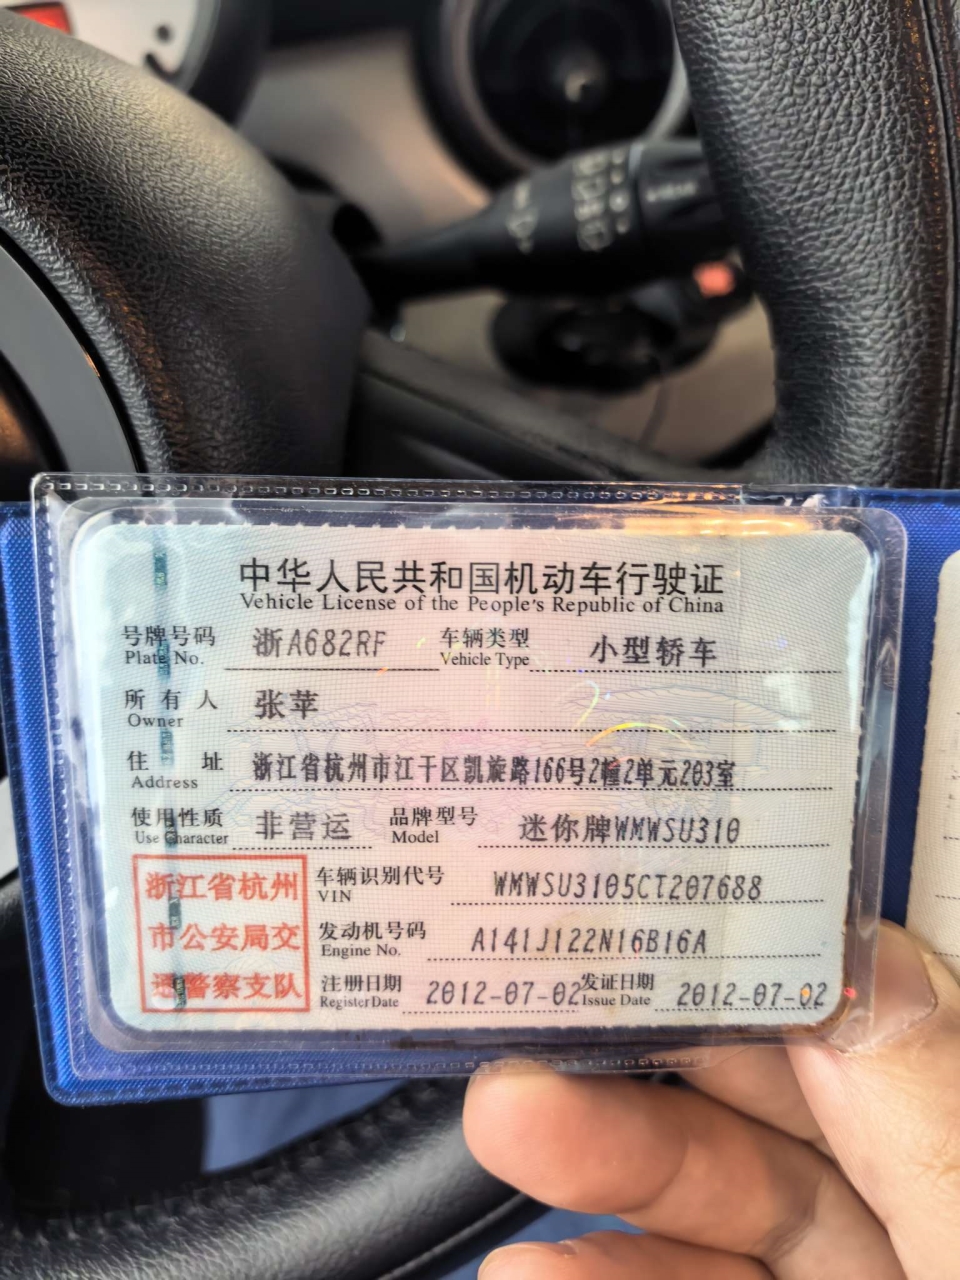 中华人民共和国机动车行驶证
Vehicle License of the People's Republic of China
号牌号码 浙A682RF 车辆类型 小型轿车
Plate No. Vehicle Type
所有人 张苹
Owner
住址 浙江省杭州市江干区凯旋路166号2幢2单元203室
Address
使用性质 非营运 品牌型号 迷你牌WMWSU310
Use Character Model
浙江省杭州
市公安局交
通警察支队
车辆识别代号 WMWSU3105CT207688
VIN
发动机号码 A141J122N16B16A
Engine No.
注册日期 2012-07-02 发证日期 2012-07-02
Register Date Issue Date